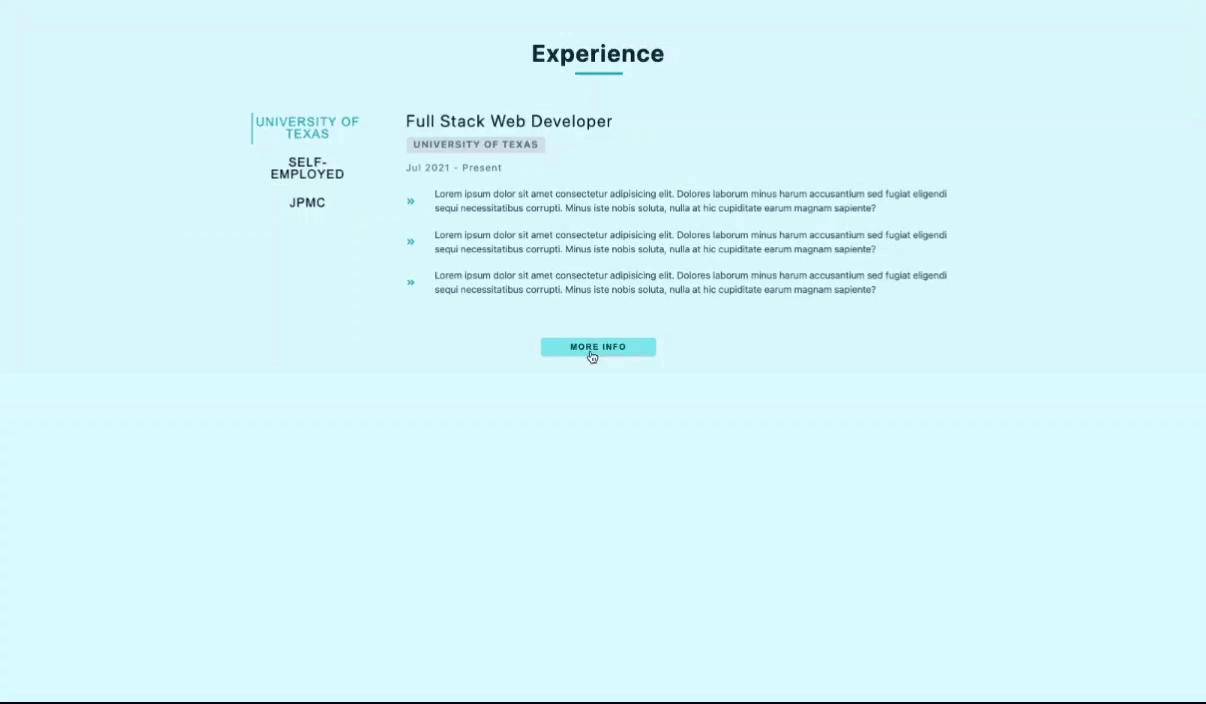 Experience
UNIVERSITY OF
TEXAS
SELF-
EMPLOYED
JPMC
Full Stack Web Developer
UNIVERSITY OF TEXAS
Jul 2021 - Present
» Lorem ipsum dolor sit amet consectetur adipisicing elit. Dolores laborum minus harum accusantium sed fugiat eligendi
sequi necessitatibus corrupti. Minus iste nobis soluta, nulla at hic cupiditate earum magnam sapiente?
» Lorem ipsum dolor sit amet consectetur adipisicing elit. Dolores laborum minus harum accusantium sed fugiat eligendi
sequi necessitatibus corrupti. Minus iste nobis soluta, nulla at hic cupiditate earum magnam sapiente?
» Lorem ipsum dolor sit amet consectetur adipisicing elit. Dolores laborum minus harum accusantium sed fugiat eligendi
sequi necessitatibus corrupti. Minus iste nobis soluta, nulla at hic cupiditate earum magnam sapiente?
MORE INFO